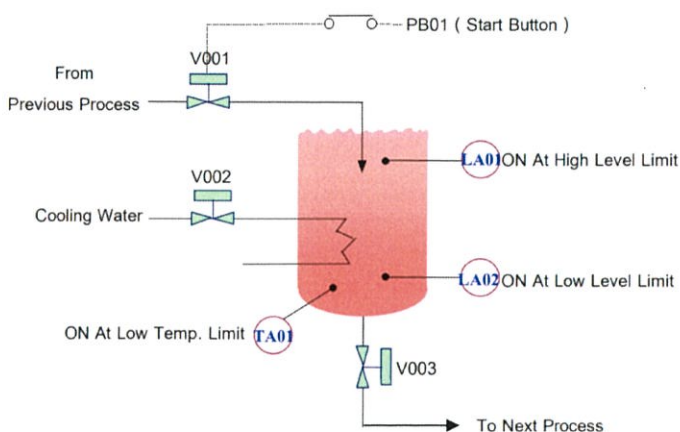 PB01 ( Start Button )
V001
From
Previous Process
LA01 ON At High Level Limit
V002
Cooling Water
LA02 ON At Low Level Limit
ON At Low Temp. Limit TA01
V003
To Next Process